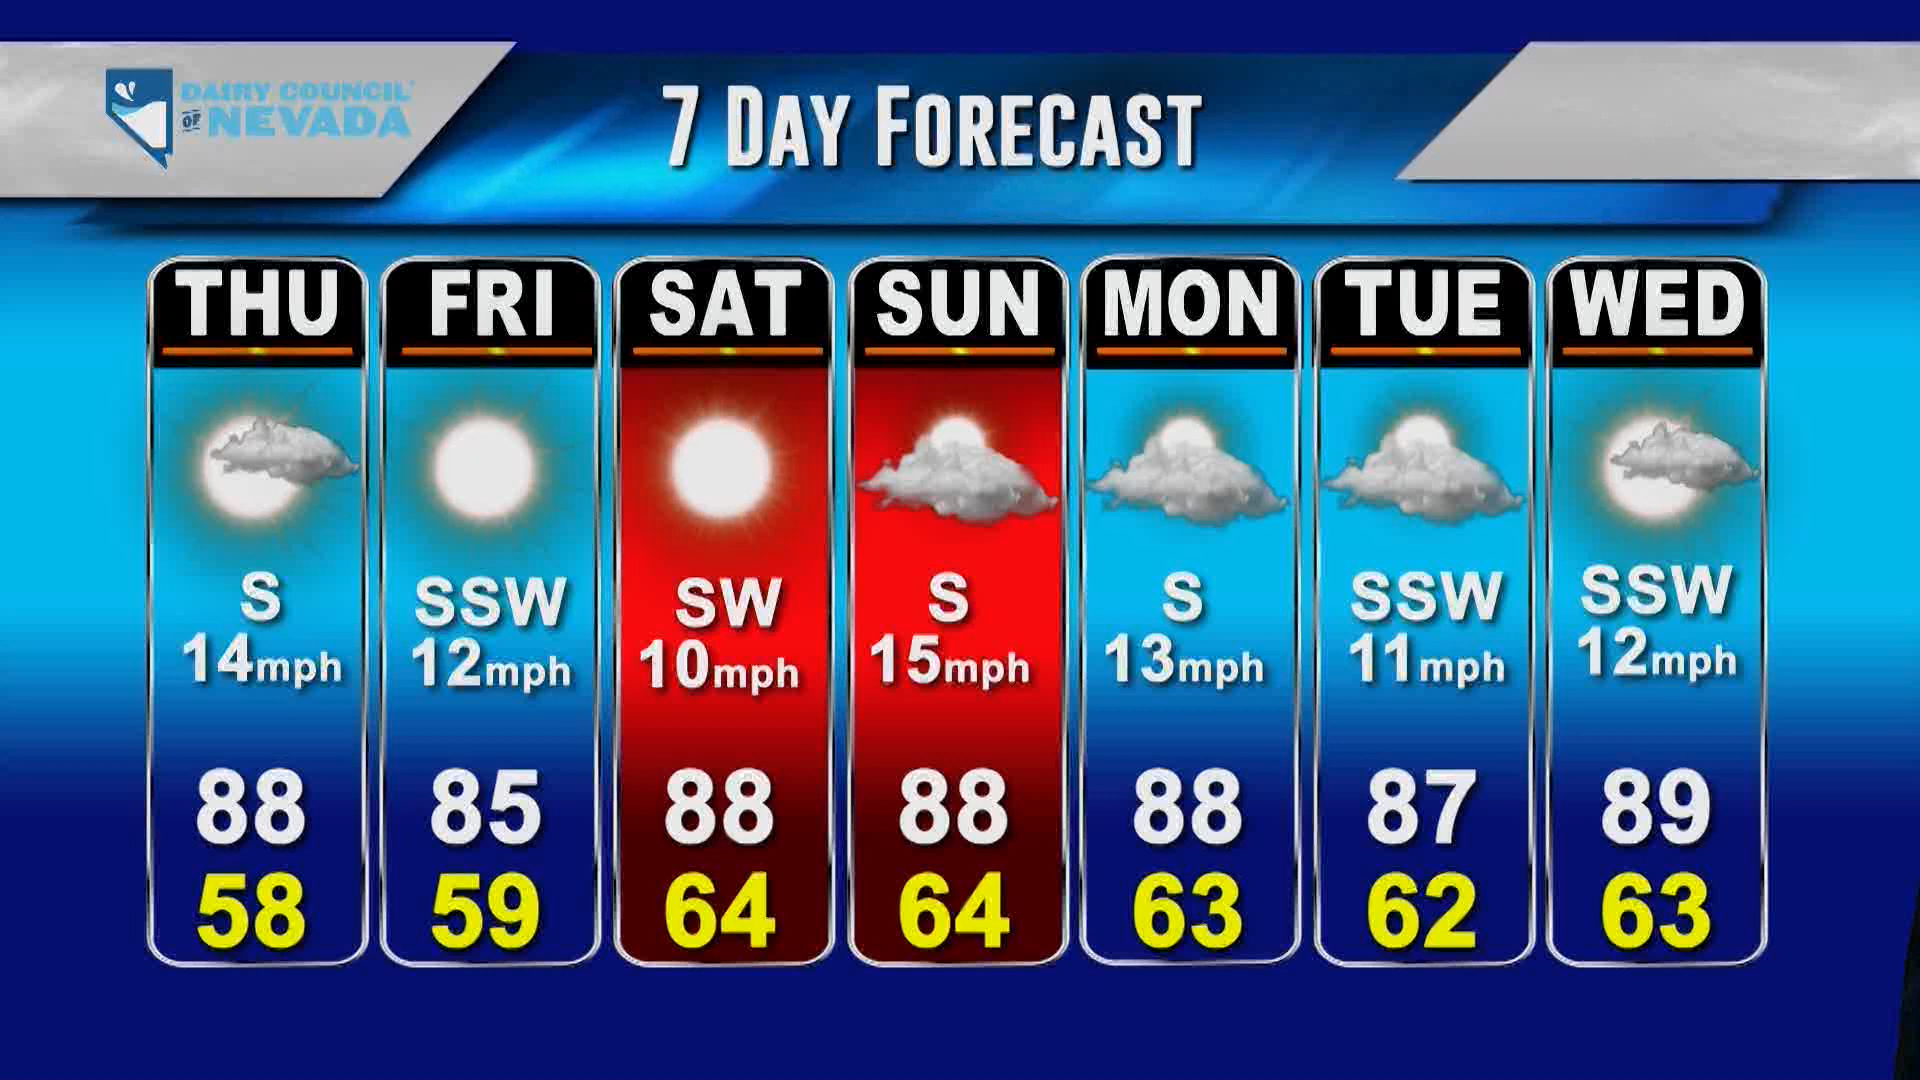 DAIRY COUNCIL
OF NEVADA
7 DAY FORECAST
THU FRI SAT SUN MON TUE WED
S SSW SW S S SSW SSW
14mph 12mph 10mph 15mph 13mph 11mph 12mph
88 85 88 88 88 87 89
58 59 64 64 63 62 63